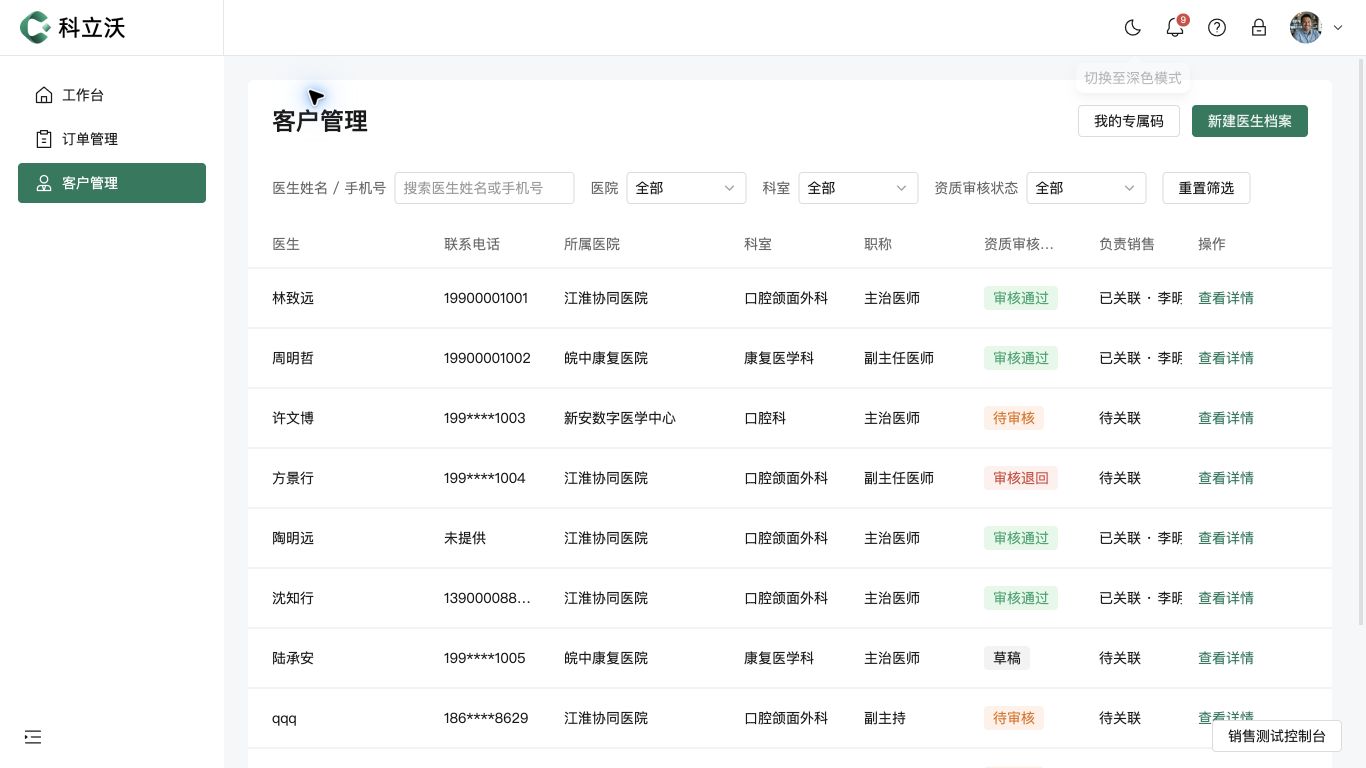 科立沃
9
切换至深色模式
工作台
订单管理
客户管理
客户管理
我的专属码
新建医生档案
医生姓名 / 手机号 搜索医生姓名或手机号 医院 全部 科室 全部 资质审核状态 全部 重置筛选
医生 联系电话 所属医院 科室 职称 资质审核... 负责销售 操作
林致远 19900001001 江淮协同医院 口腔颌面外科 主治医师 审核通过 已关联 · 李明 查看详情
周明哲 19900001002 皖中康复医院 康复医学科 副主任医师 审核通过 已关联 · 李明 查看详情
许文博 199****1003 新安数字医学中心 口腔科 主治医师 待审核 待关联 查看详情
方景行 199****1004 江淮协同医院 口腔颌面外科 副主任医师 审核退回 待关联 查看详情
陶明远 未提供 江淮协同医院 口腔颌面外科 主治医师 审核通过 已关联 · 李明 查看详情
沈知行 139000088... 江淮协同医院 口腔颌面外科 主治医师 审核通过 已关联 · 李明 查看详情
陆承安 199****1005 皖中康复医院 康复医学科 主治医师 草稿 待关联 查看详情
qqq 186****8629 江淮协同医院 口腔颌面外科 副主持 待审核 待关联 查看详情
销售测试控制台